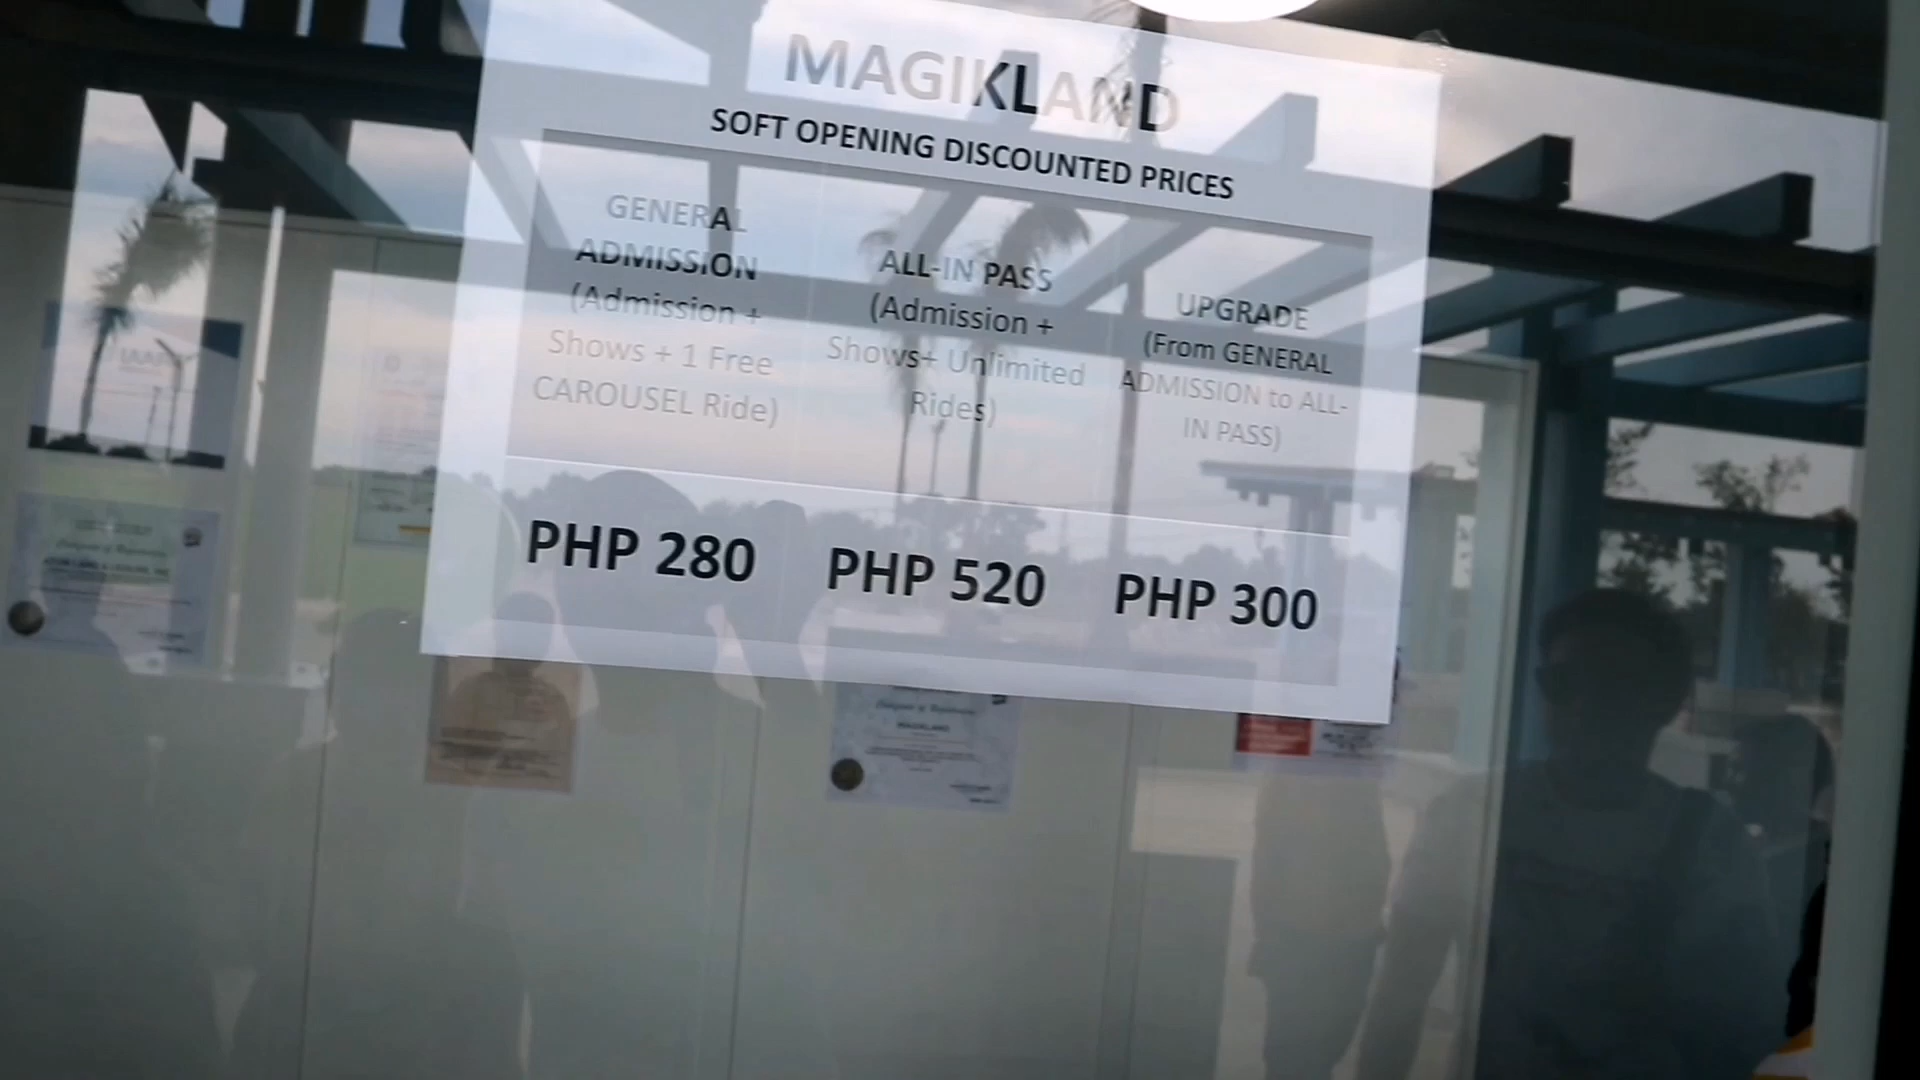 MAGIKLAND
SOFT OPENING DISCOUNTED PRICES
GENERAL
ADMISSION
(Admission +
Shows + 1 Free
CAROUSEL Ride)
ALL-IN PASS
(Admission +
Shows+ Unlimited
Rides)
UPGRADE
(From GENERAL
ADMISSION to ALL-
IN PASS)
PHP 280
PHP 520
PHP 300